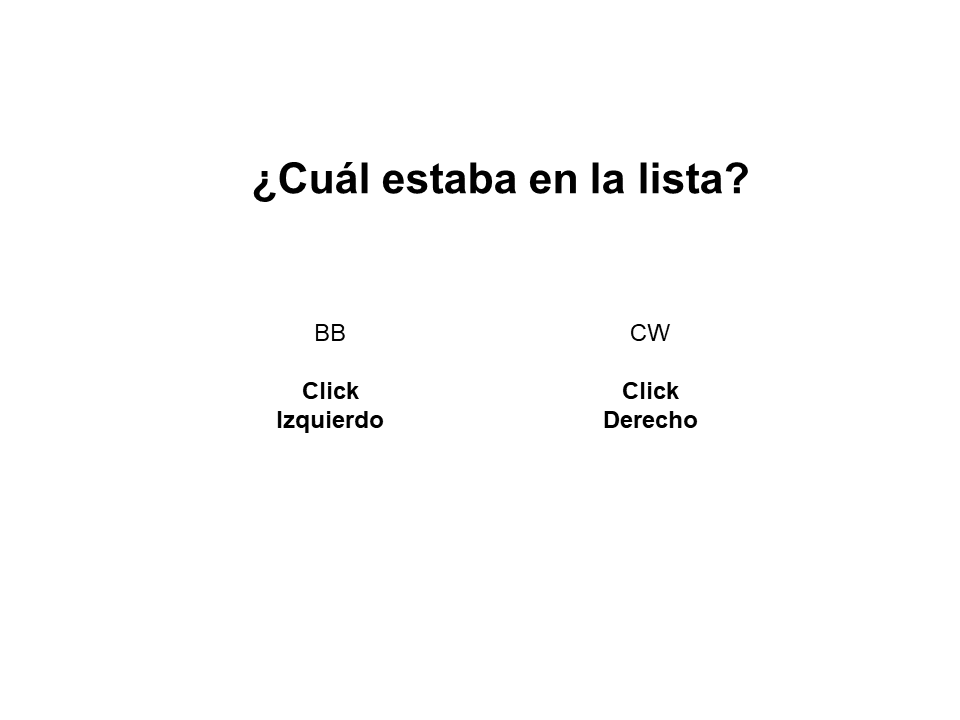 ¿Cuál estaba en la lista?
BB
CW
Click
Izquierdo
Click
Derecho